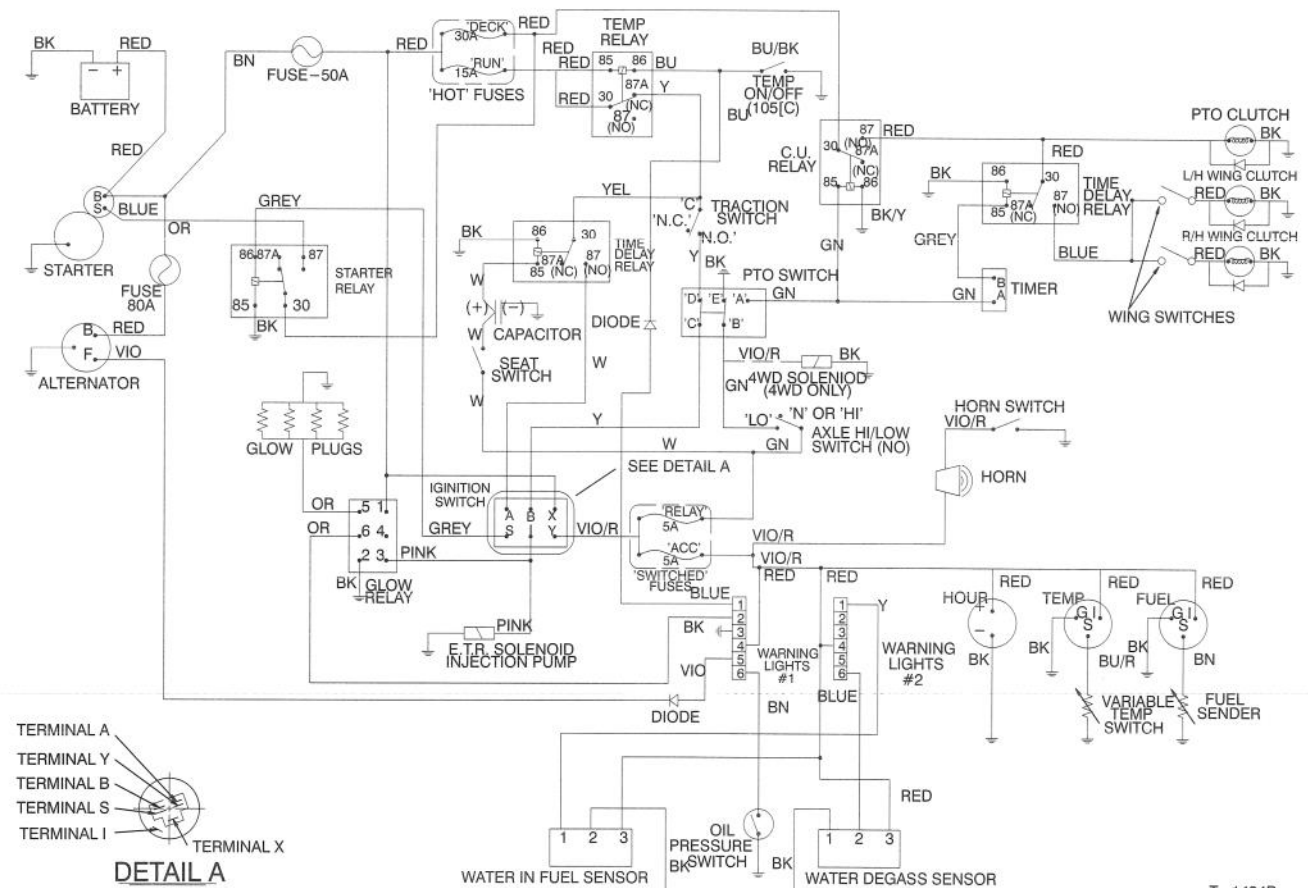 'DECK' RED
30A
TEMP
RELAY
BK RED
RED
RED
BU/BK
BN
FUSE-50A
'RUN'
15A
RED 85 86 BU
87A
(NC)
Y
RED 30
87
(NO)
TEMP
ON/OFF
(105[C)
- +
BATTERY
'HOT' FUSES
BU
PTO CLUTCH
87 RED
BK
C.U.
RELAY
30 (NO)
87A
(NC)
85 86
RED
L/H WING CLUTCH
RED
B
S BLUE
OR
GREY
YEL
'C' TRACTION
SWITCH
'N.C.'
'N.O.'
BK/Y
BK 86 30
TIME
DELAY
RELAY
87
(NO)
85 87A
(NC)
RED BK
R/H WING CLUTCH
GREY
BLUE
RED BK
STARTER
86 87A 87
STARTER
RELAY
85 30
BK
BK 86 30
TIME
DELAY
RELAY
87A 87
85 (NC) (NO)
Y
BK
GN
PTO SWITCH
'D' 'E' 'A' GN
'C' 'B'
GN B
A
TIMER
WING SWITCHES
FUSE
80A
B RED
F VIO
ALTERNATOR
W
(+) (-)
CAPACITOR
DIODE
W
SEAT
SWITCH
W
W
VIO/R BK
4WD SOLENIOD
(4WD ONLY)
GN
GLOW PLUGS
Y
'LO' 'N' OR 'HI'
AXLE HI/LOW
SWITCH (NO)
W GN
HORN SWITCH
VIO/R
SEE DETAIL A
HORN
IGINITION
SWITCH
OR 5 1
OR 6 4
2 3 PINK
GREY
A B X
S I Y
VIO/R
'RELAY'
5A
'ACC'
5A
'SWITCHED'
FUSES
VIO/R
VIO/R
BK GLOW
RELAY
RED RED RED RED RED
BLUE
1
2
3
4
5
6
BK
VIO
WARNING
LIGHTS
#1
BN
1
2
3
4
5
6
Y
WARNING
LIGHTS
#2
BLUE
HOUR
+
-
BK
TEMP
G I
S
BK
BU/R
FUEL
G I
S
BK
BN
PINK
E.T.R. SOLENOID
INJECTION PUMP
DIODE
VARIABLE
TEMP
SWITCH
FUEL
SENDER
TERMINAL A
TERMINAL Y
TERMINAL B
TERMINAL S
TERMINAL I
TERMINAL X
DETAIL A
RED
1 2 3
WATER IN FUEL SENSOR
BK
OIL
PRESSURE
SWITCH
BK
1 2 3
WATER DEGASS SENSOR